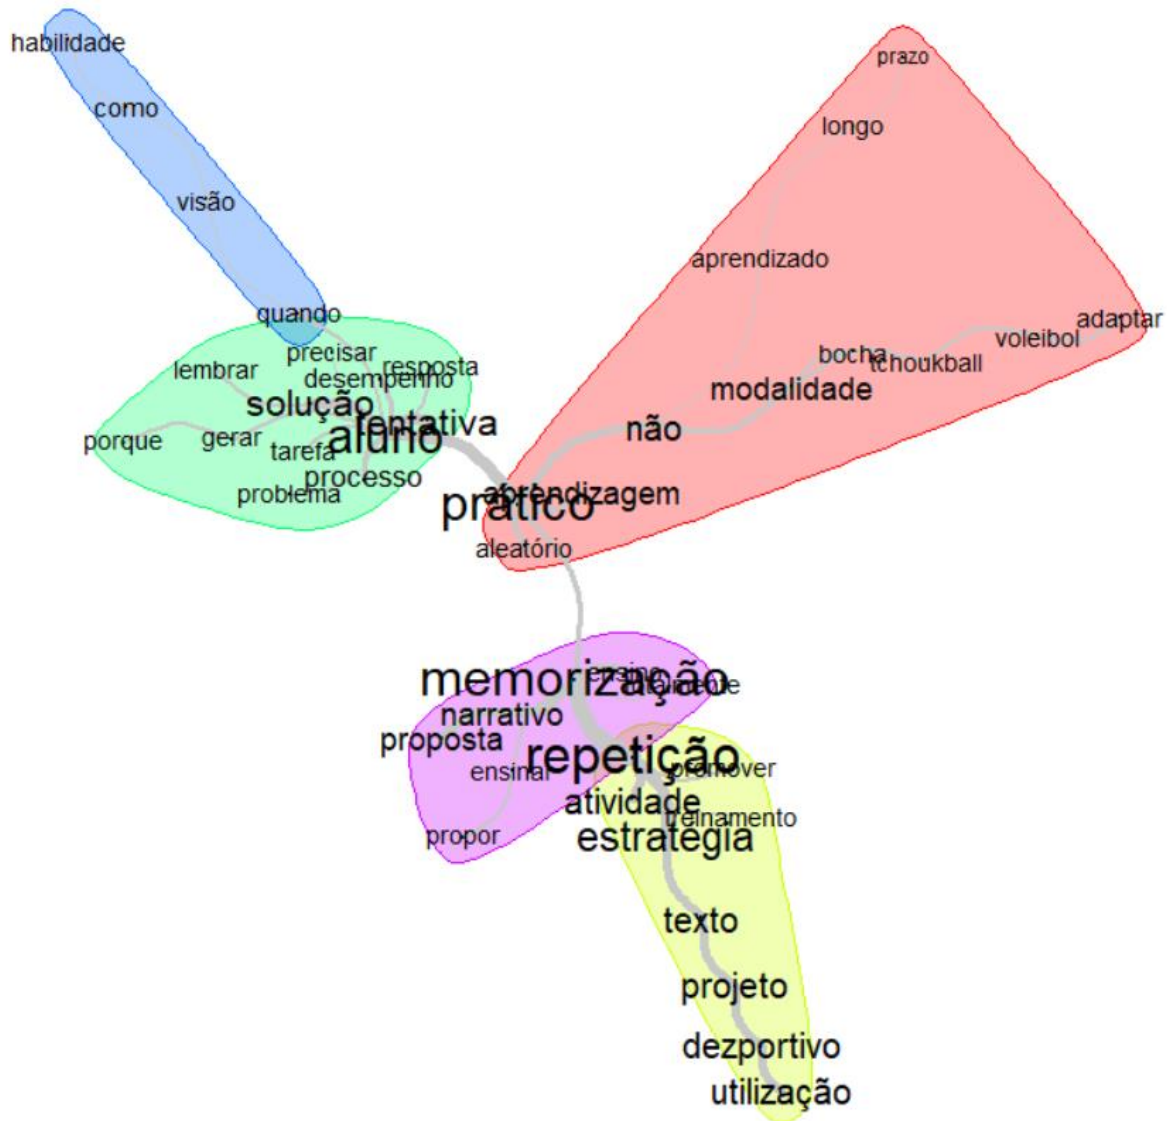 habilidade
como
visão
quando
precisar
lembrar
desempenho
resposta
solução
tentativa
porque
gerar
tarefa
aluno
processo
problema
prazo
longo
aprendizado
adaptar
voleibol
bocha
tchoukball
modalidade
não
aprendizagem
prático
aleatório
ensino
memorização
narrativo
proposta
repetição
ensinar
promover
atividade
treinamento
propor
estratégia
texto
projeto
dezportivo
utilização